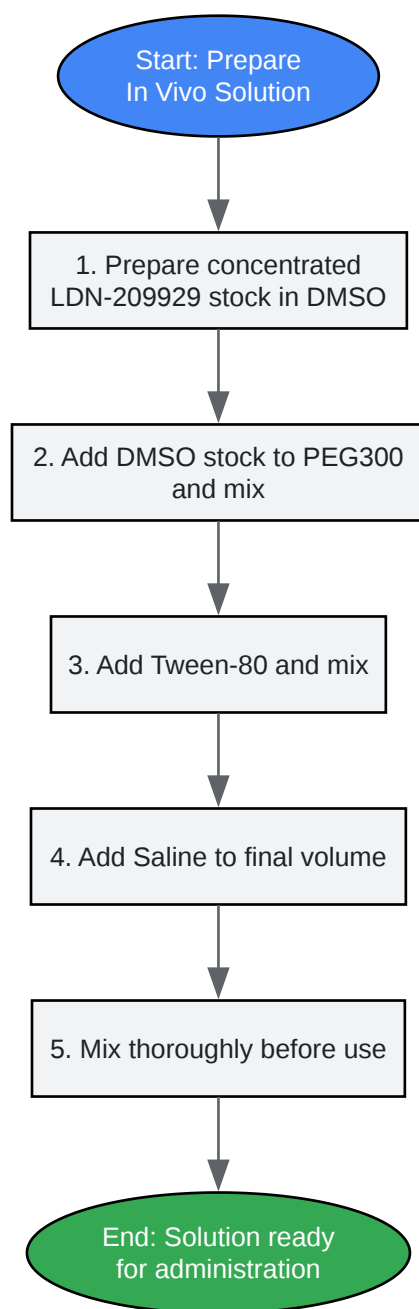 Start: Prepare
In Vivo Solution
1. Prepare concentrated
LDN-209929 stock in DMSO
2. Add DMSO stock to PEG300
and mix
3. Add Tween-80 and mix
4. Add Saline to final volume
5. Mix thoroughly before use
End: Solution ready
for administration